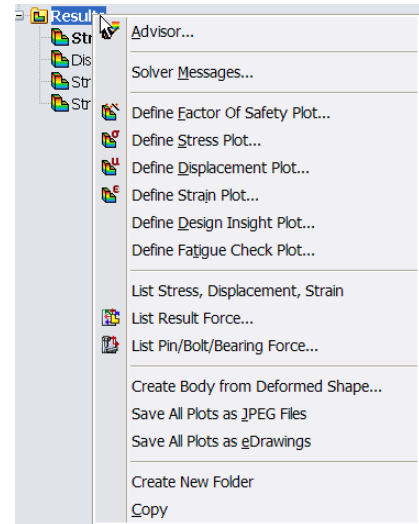 Results
Advisor...
Str
Dis
Solver Messages...
Str
Str
Define Factor Of Safety Plot...
σ
Define Stress Plot...
u
Define Displacement Plot...
ε
Define Strain Plot...
Define Design Insight Plot...
Define Fatigue Check Plot...
List Stress, Displacement, Strain
List Result Force...
List Pin/Bolt/Bearing Force...
Create Body from Deformed Shape...
Save All Plots as JPEG Files
Save All Plots as eDrawings
Create New Folder
Copy